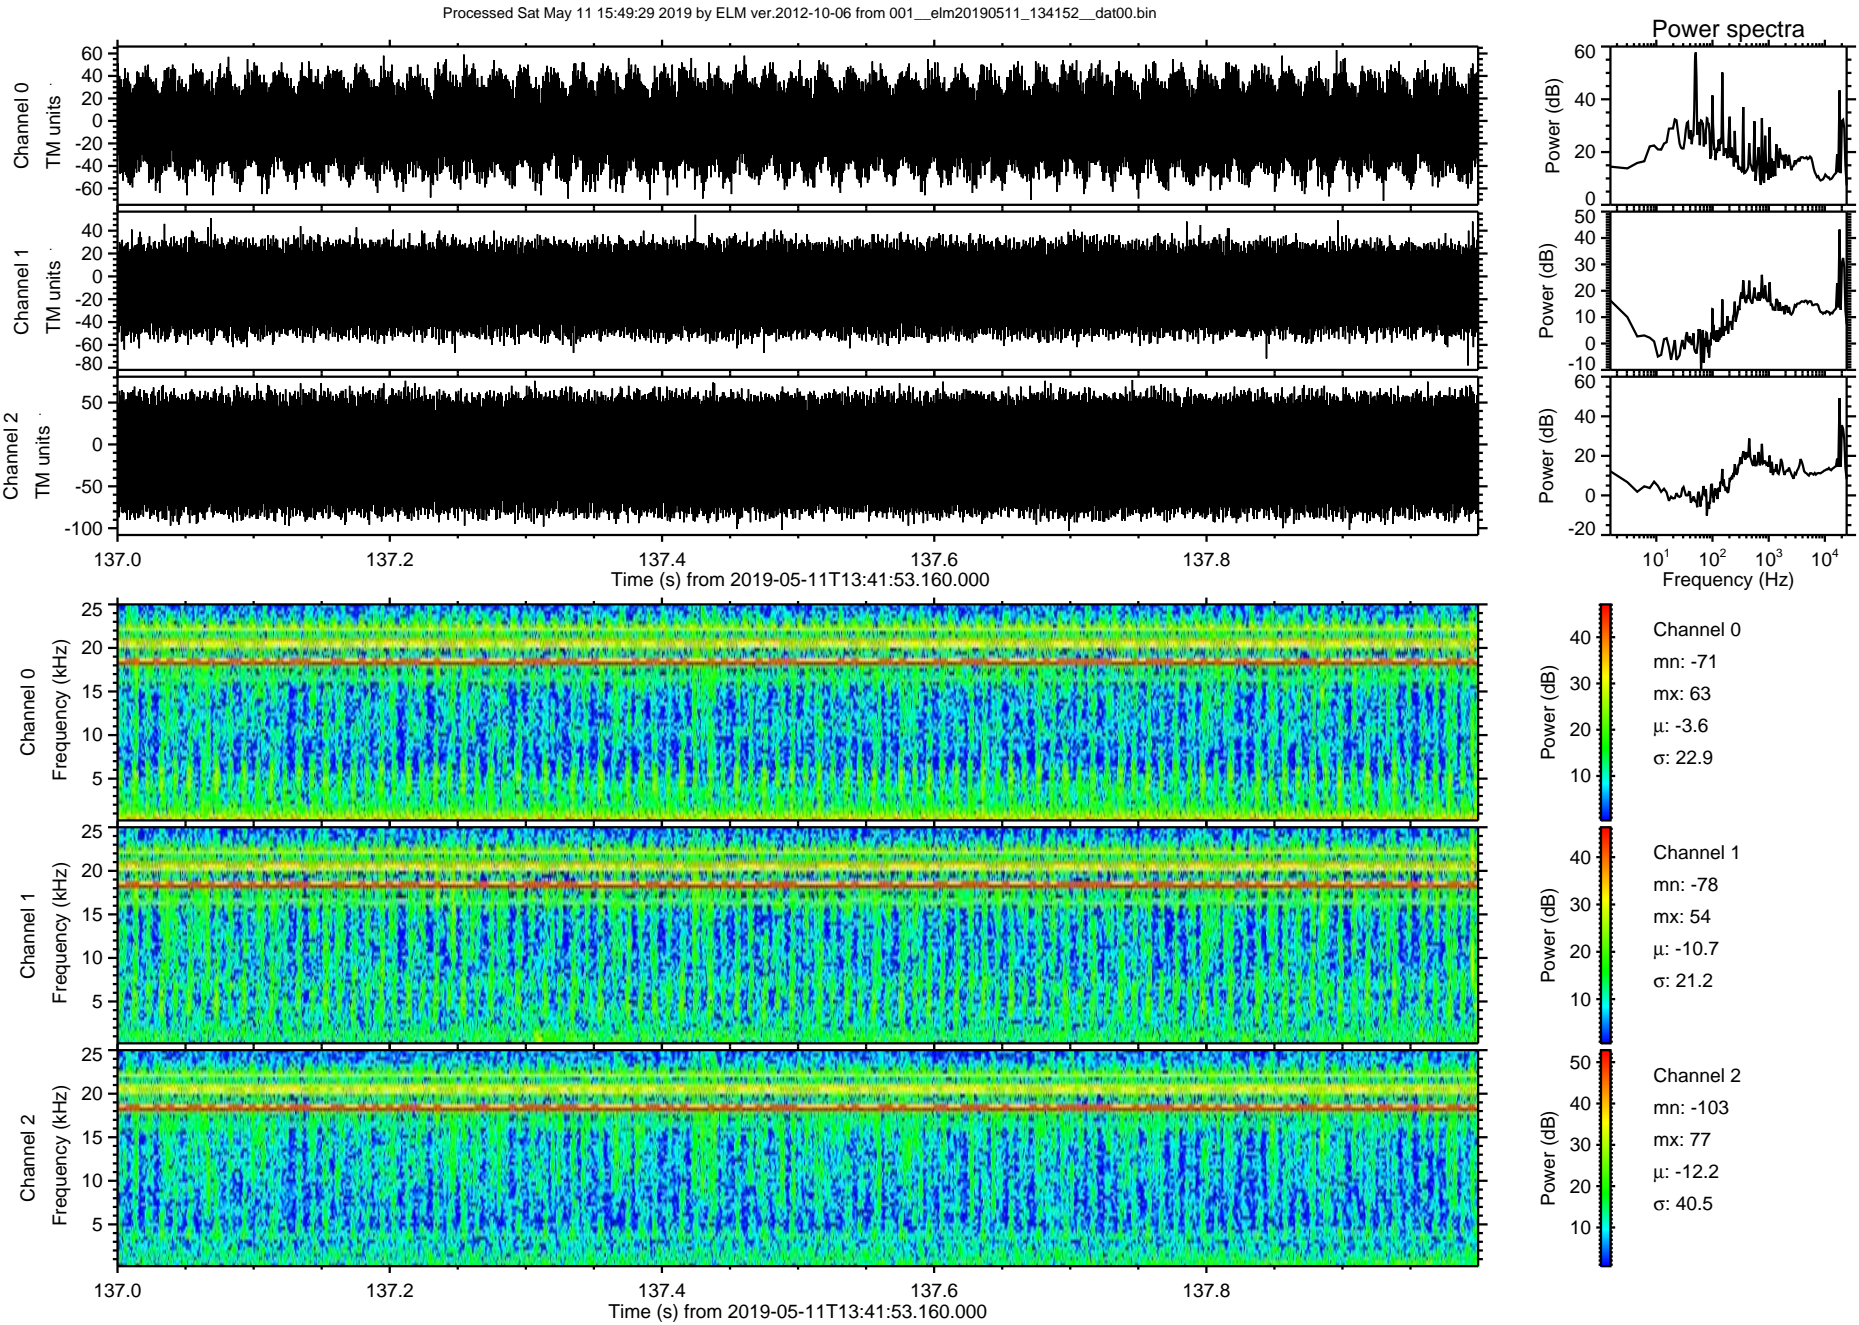 Processed Sat May 11 15:49:29 2019 by ELM ver.2012-10-06 from 001__elm20190511_134152__dat00.bin
Power spectra
Channel 0
TM units
60
40
20
0
-20
-40
-60
Power (dB)
60
40
20
0
Channel 1
TM units
40
20
0
-20
-40
-60
-80
Power (dB)
50
40
30
20
10
0
-10
Channel 2
TM units
50
0
-50
-100
Power (dB)
60
40
20
0
-20
137.0 137.2 137.4 137.6 137.8
Time (s) from 2019-05-11T13:41:53.160.000
10^1 10^2 10^3 10^4
Frequency (Hz)
Channel 0
Frequency (kHz)
25
20
15
10
5
Power (dB)
40
30
20
10
Channel 0
mn: -71
mx: 63
μ: -3.6
σ: 22.9
Channel 1
Frequency (kHz)
25
20
15
10
5
Power (dB)
40
30
20
10
Channel 1
mn: -78
mx: 54
μ: -10.7
σ: 21.2
Channel 2
Frequency (kHz)
25
20
15
10
5
Power (dB)
50
40
30
20
10
Channel 2
mn: -103
mx: 77
μ: -12.2
σ: 40.5
137.0 137.2 137.4 137.6 137.8
Time (s) from 2019-05-11T13:41:53.160.000